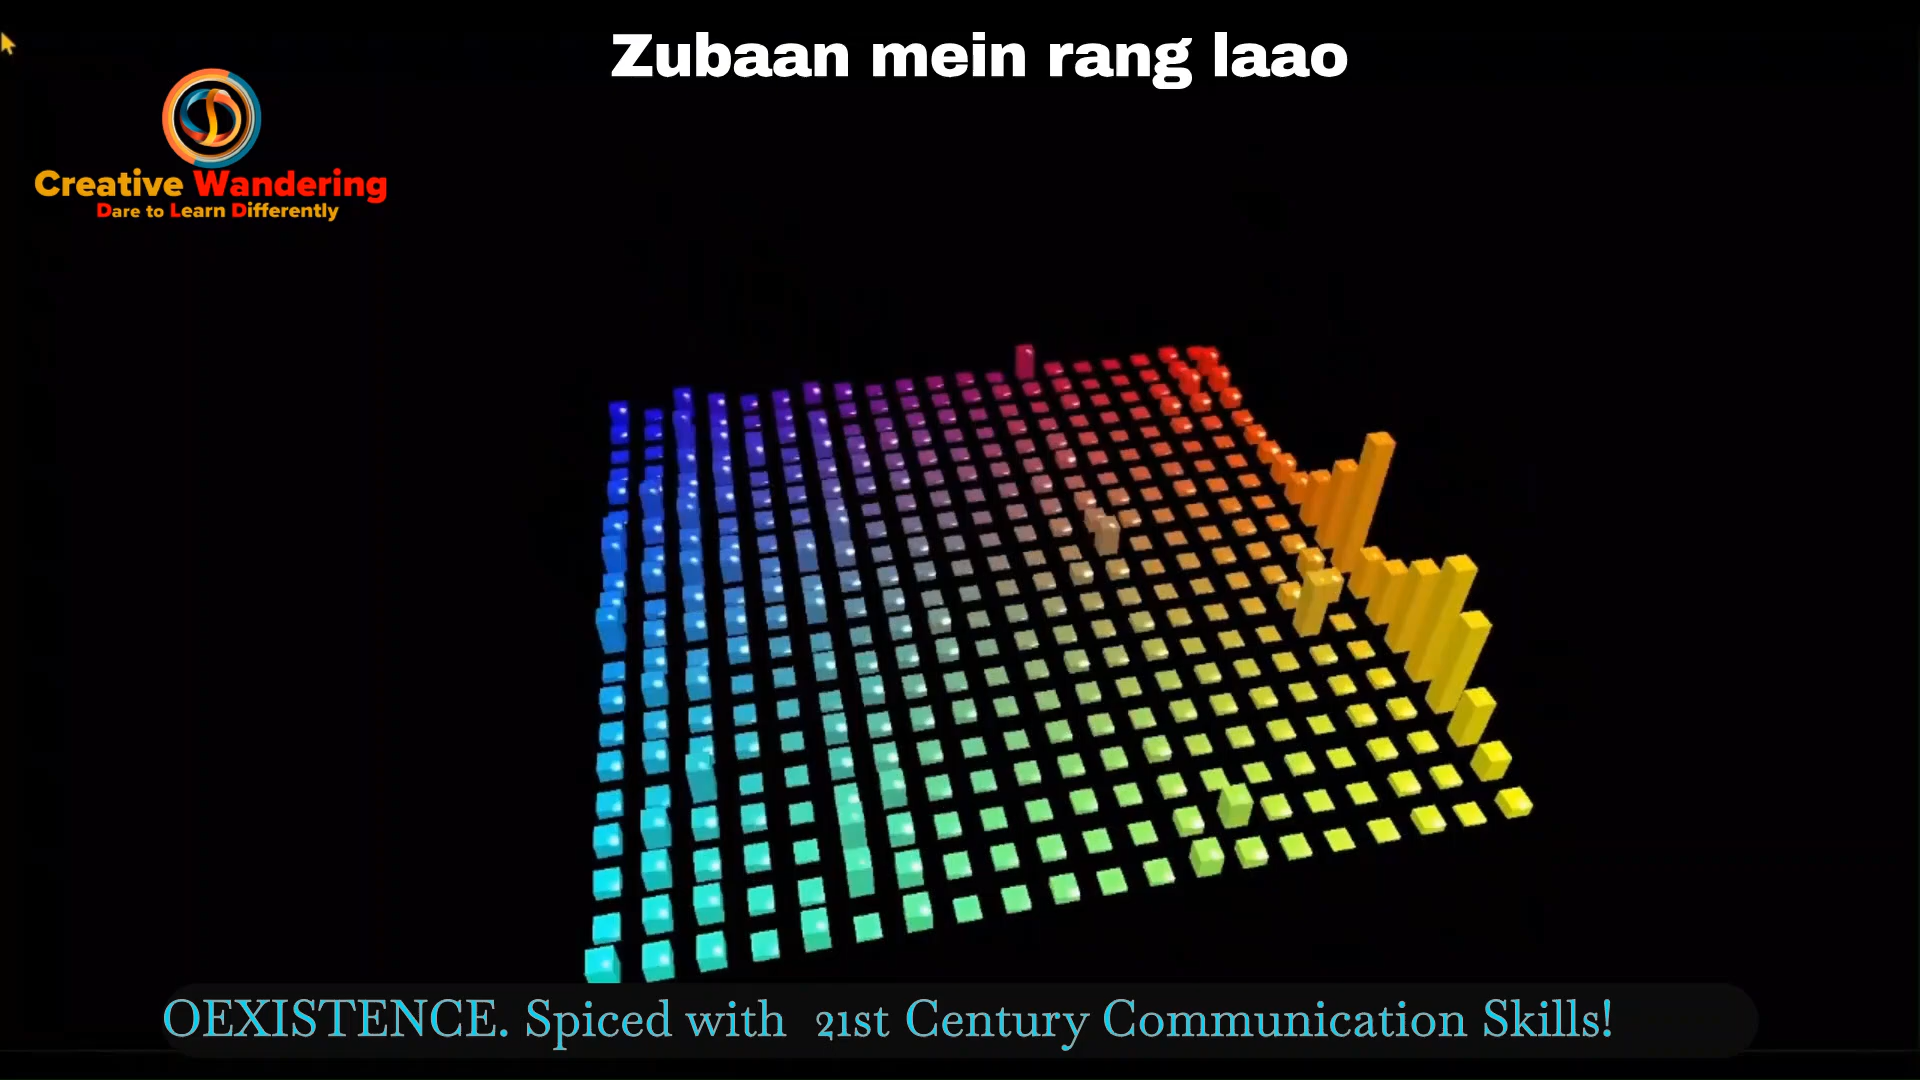 Zubaan mein rang laao
Creative Wandering
Dare to Learn Differently
OEXISTENCE. Spiced with 21st Century Communication Skills!